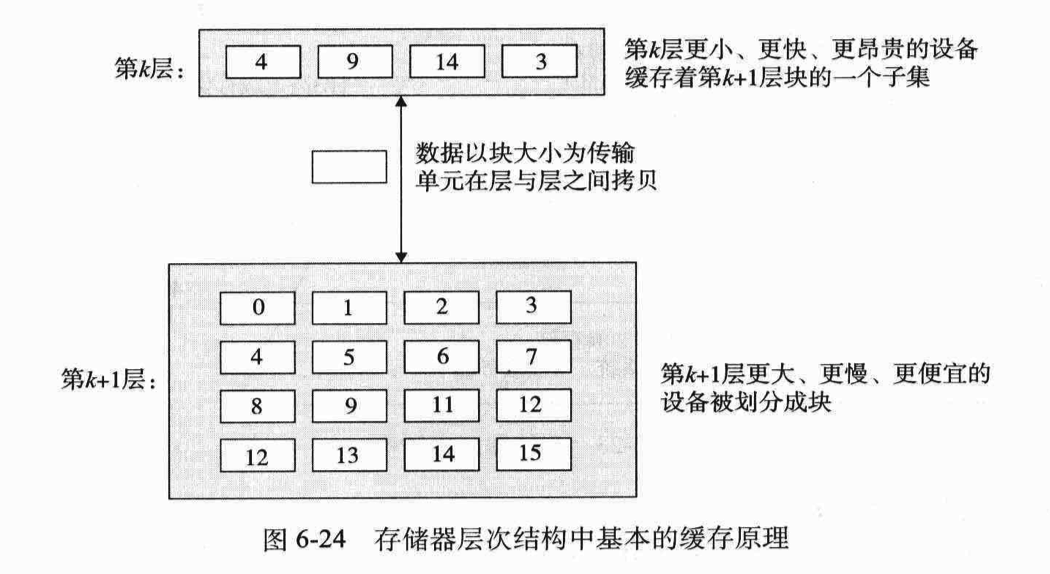 第k层： 4 9 14 3 第k层更小、更快、更昂贵的设备
缓存着第k+1层块的一个子集
数据以块大小为传输
单元在层与层之间拷贝
0 1 2 3
4 5 6 7
第k+1层： 第k+1层更大、更慢、更便宜的
设备被划分成块
8 9 11 12
12 13 14 15
图 6-24 存储器层次结构中基本的缓存原理